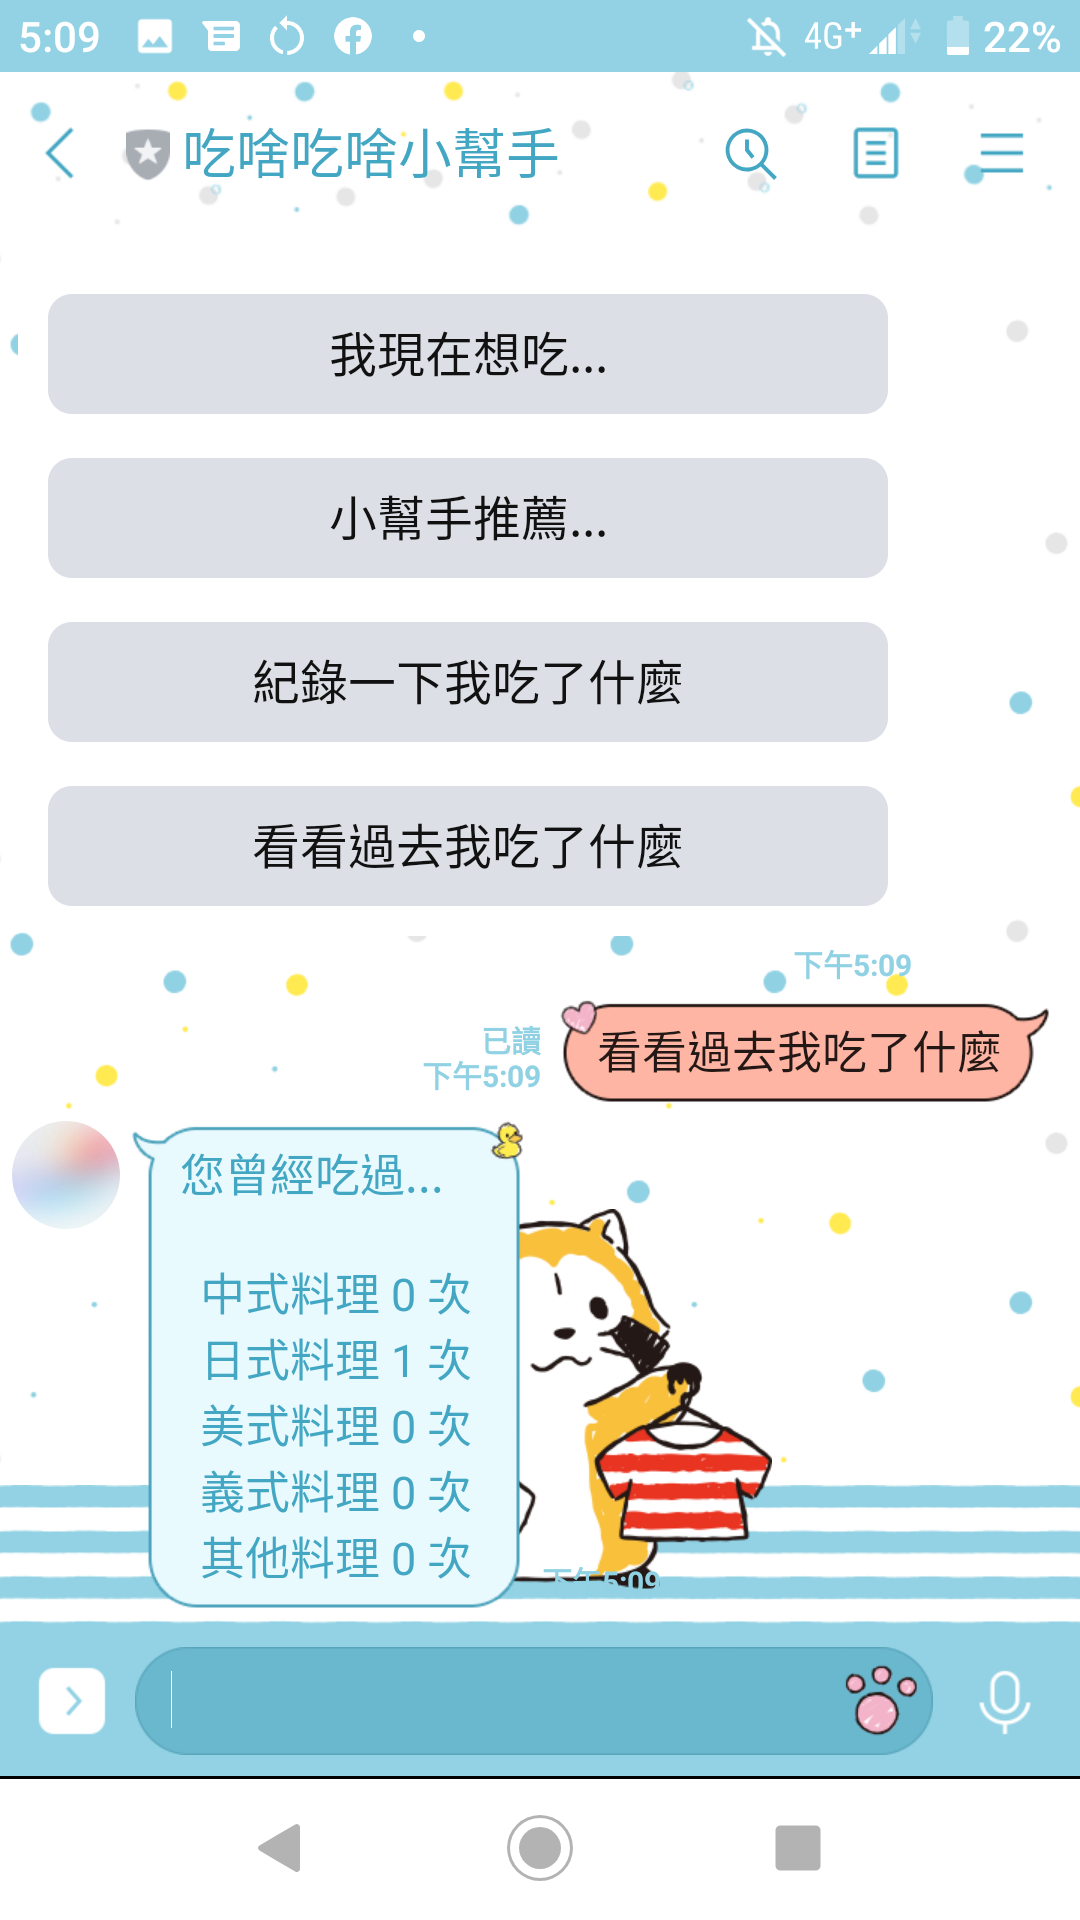 5:09 4G+ 22%
吃啥吃啥小幫手
我現在想吃...
小幫手推薦...
紀錄一下我吃了什麼
看看過去我吃了什麼
下午5:09
看看過去我吃了什麼
已讀
下午5:09
您曾經吃過...
中式料理 0 次
日式料理 1 次
美式料理 0 次
義式料理 0 次
其他料理 0 次
下午5:09